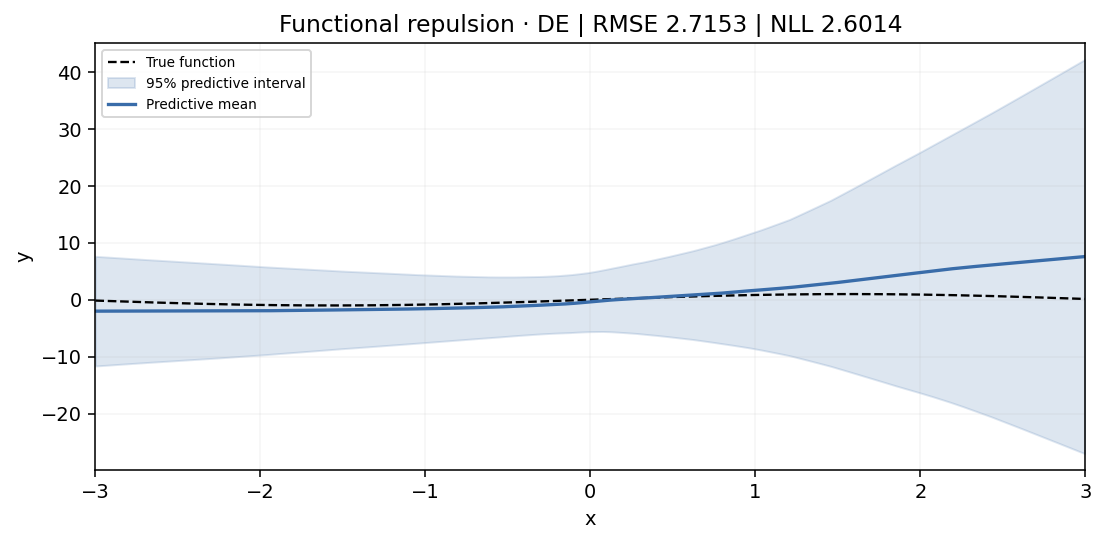 Functional repulsion · DE | RMSE 2.7153 | NLL 2.6014
True function
95% predictive interval
Predictive mean
y
40
30
20
10
0
−10
−20
−3
−2
−1
0
1
2
3
x